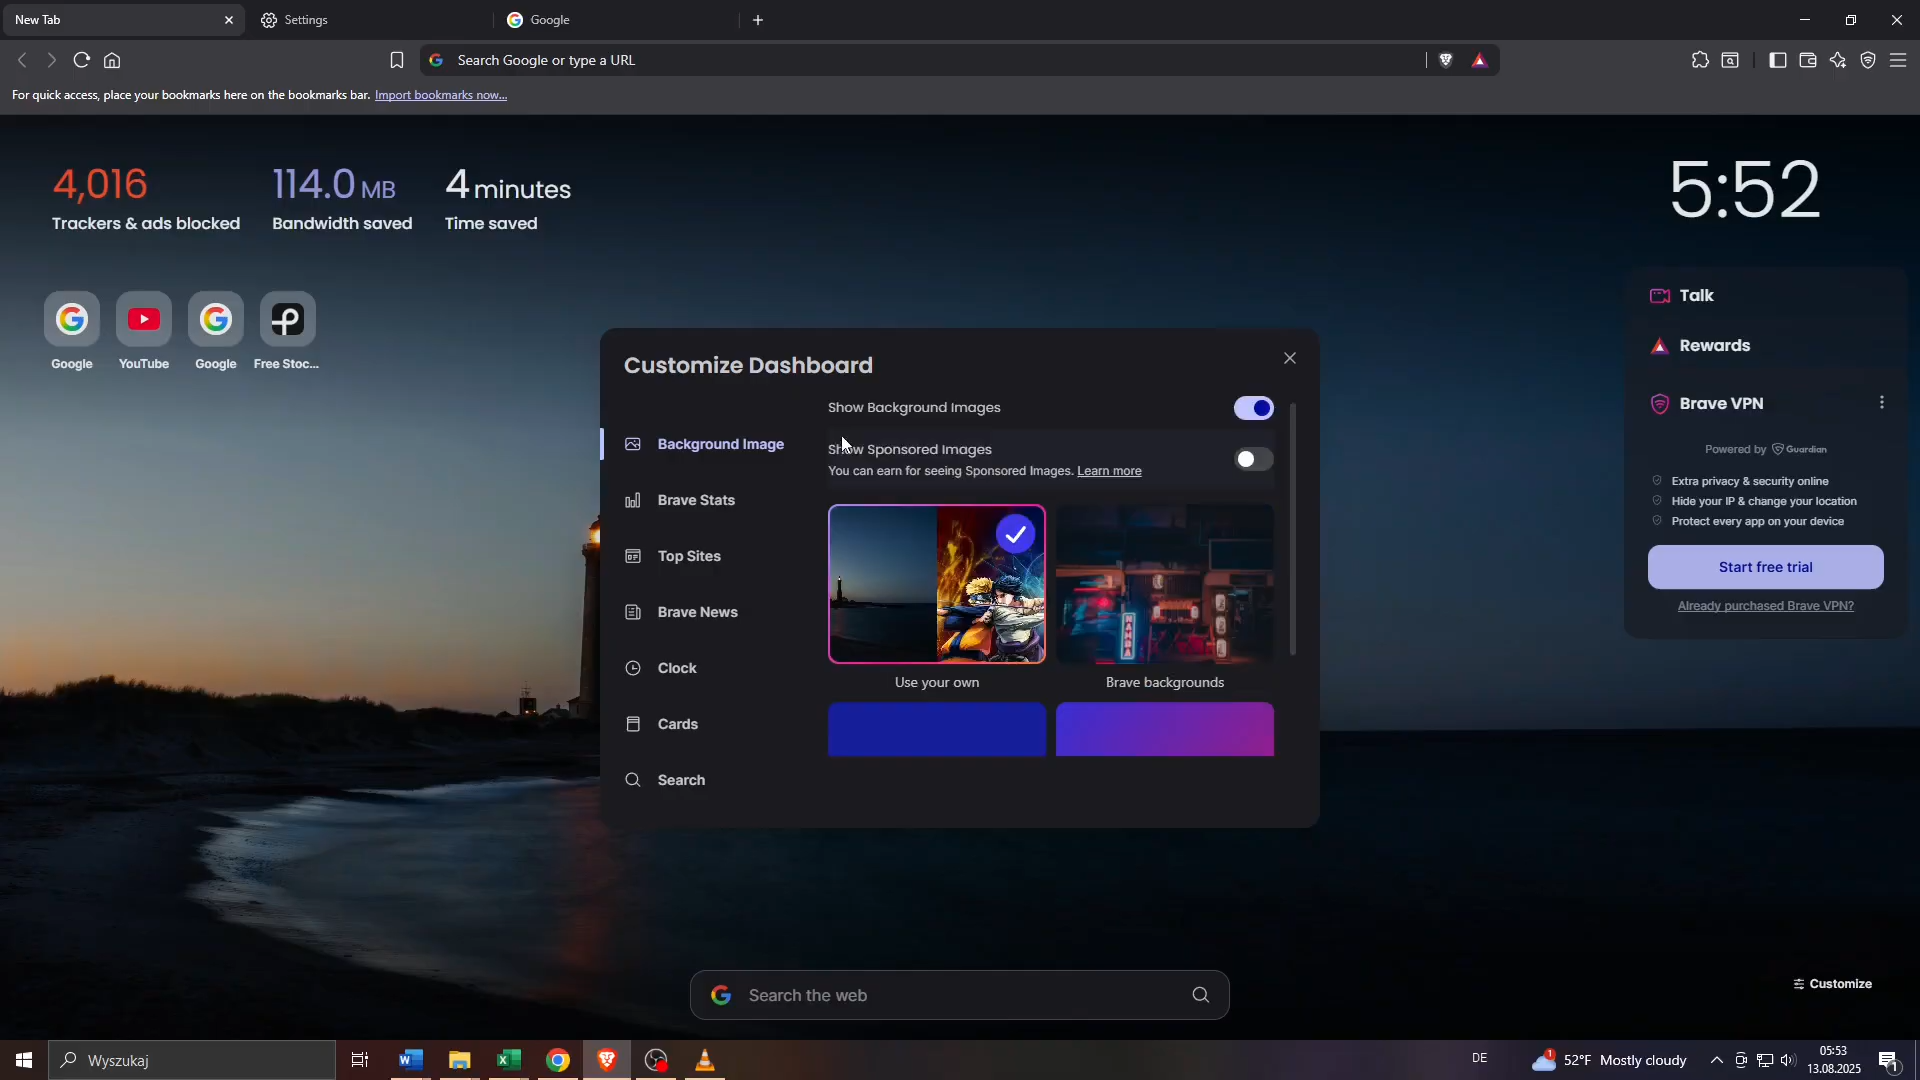 New Tab
Settings
Google
Search Google or type a URL
For quick access, place your bookmarks here on the bookmarks bar. Import bookmarks now...
4,016
Trackers & ads blocked
114.0 MB
Bandwidth saved
4 minutes
Time saved
5:52
Google
YouTube
Google
Free Stoc...
Talk
Rewards
Brave VPN
Powered by Guardian
Extra privacy & security online
Hide your IP & change your location
Protect every app on your device
Start free trial
Already purchased Brave VPN?
Customize Dashboard
Background Image
Brave Stats
Top Sites
Brave News
Clock
Cards
Search
Show Background Images
Show Sponsored Images
You can earn for seeing Sponsored Images. Learn more
Use your own
Brave backgrounds
Search the web
Customize
Wyszukaj
DE
1
52°F Mostly cloudy
05:53
13.08.2025
1